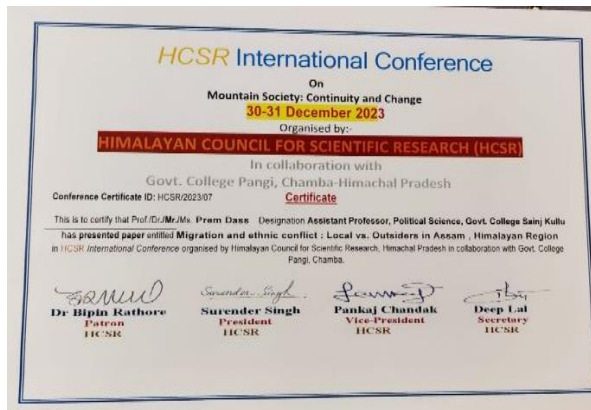 HCSR International Conference
On
Mountain Society: Continuity and Change
30-31 December 2023
Organised by:-
HIMALAYAN COUNCIL FOR SCIENTIFIC RESEARCH (HCSR)
In collaboration with
Govt. College Pangi, Chamba-Himachal Pradesh
Conference Certificate ID: HCSR/2023/07 Certificate
This is to certify that Prof./Dr./Mr./Ms. Prem Dass Designation Assistant Professor, Political Science, Govt. College Sainj Kullu
has presented paper entitled Migration and ethnic conflict : Local vs. Outsiders in Assam , Himalayan Region
in HCSR International Conference organised by Himalayan Council for Scientific Research, Himachal Pradesh in collaboration with Govt. College
Pangi, Chamba.
Surender Singh
Dr Bipin Rathore Surender Singh Pankaj Chandak Deep Lal
Patron President Vice-President Secretary
HCSR HCSR HCSR HCSR